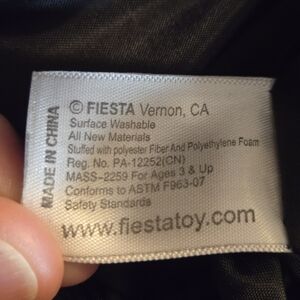 MADE IN CHINA
© FIESTA Vernon, CA
Surface Washable
All New Materials
Stuffed with polyester Fiber And Polyethylene Foam
Reg. No. PA-12252(CN)
MASS-2259 For Ages 3 & Up
Conforms to ASTM F963-07
Safety Standards
www.fiestatoy.com